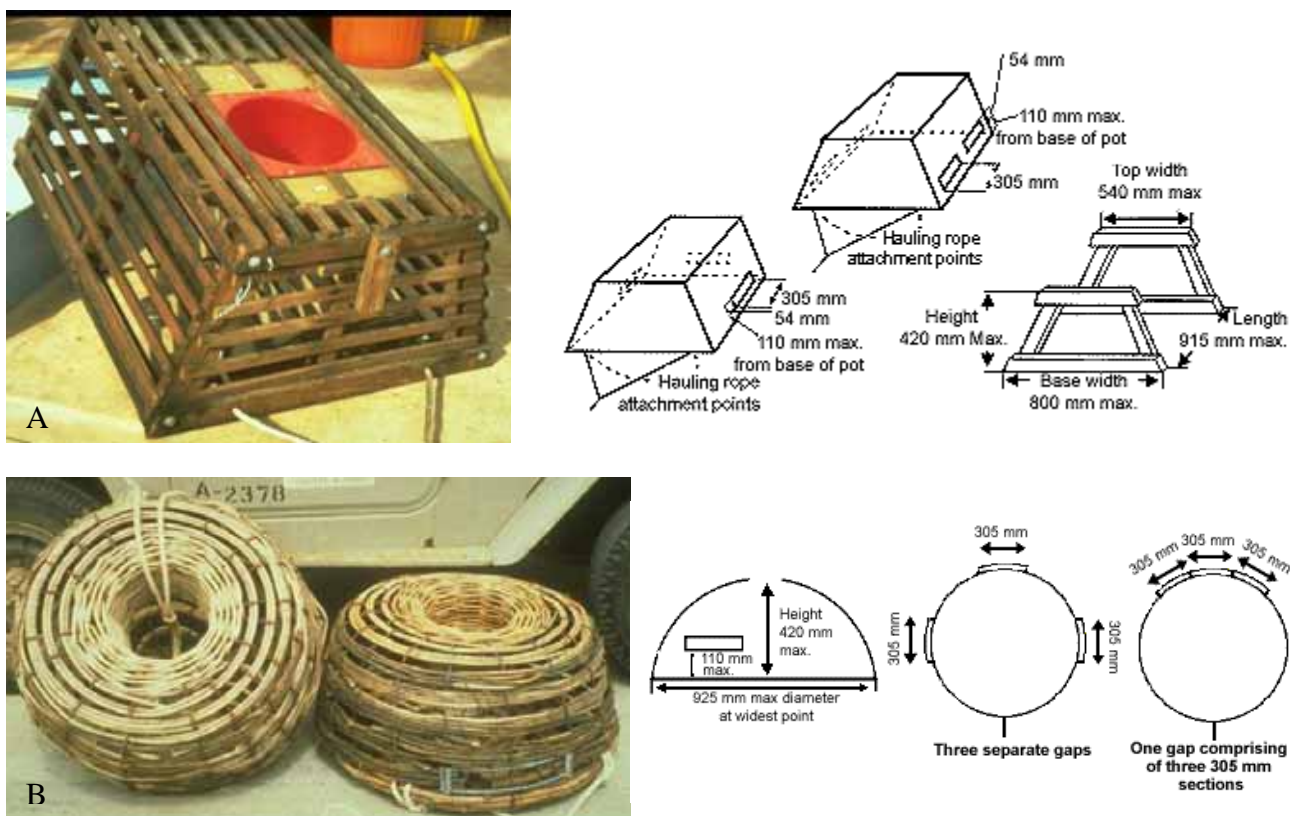 54 mm
110 mm max.
from base of pot
305 mm
Hauling rope
attachment points
305 mm
54 mm
110 mm max.
from base of pot
Hauling rope
attachment points
Top width
540 mm max
Height
420 mm Max.
Length
915 mm max.
Base width
800 mm max.
A
A-2378
B
Height
420 mm
max.
110 mm
max.
925 mm max diameter
at widest point
305 mm
305 mm
305 mm
Three separate gaps
305 mm
305 mm
305 mm
One gap comprising
of three 305 mm
sections